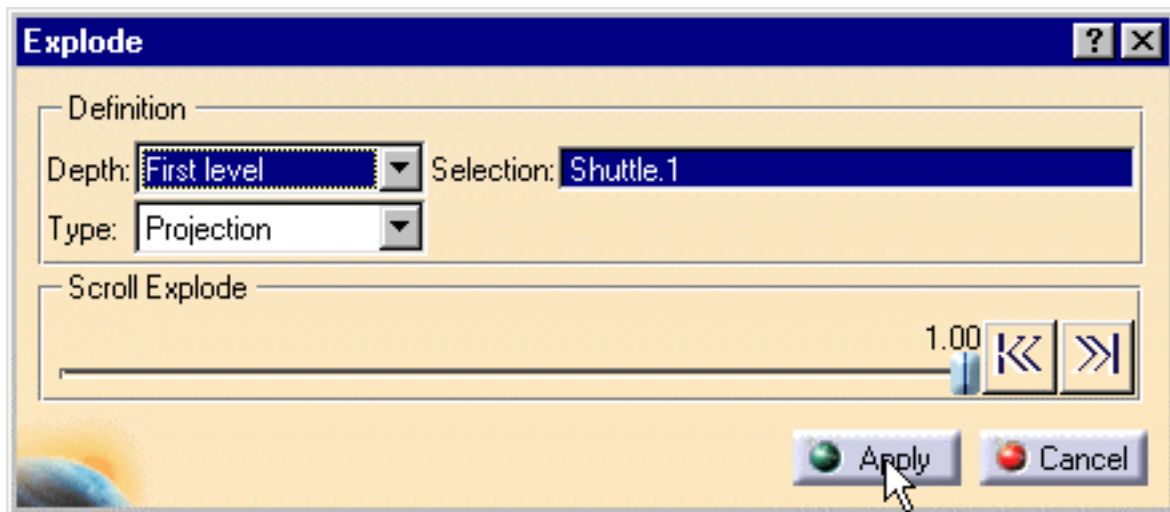 Explode ?
Definition
Depth: First level Selection: Shuttle.1
Type: Projection
Scroll Explode
1.00
Apply Cancel